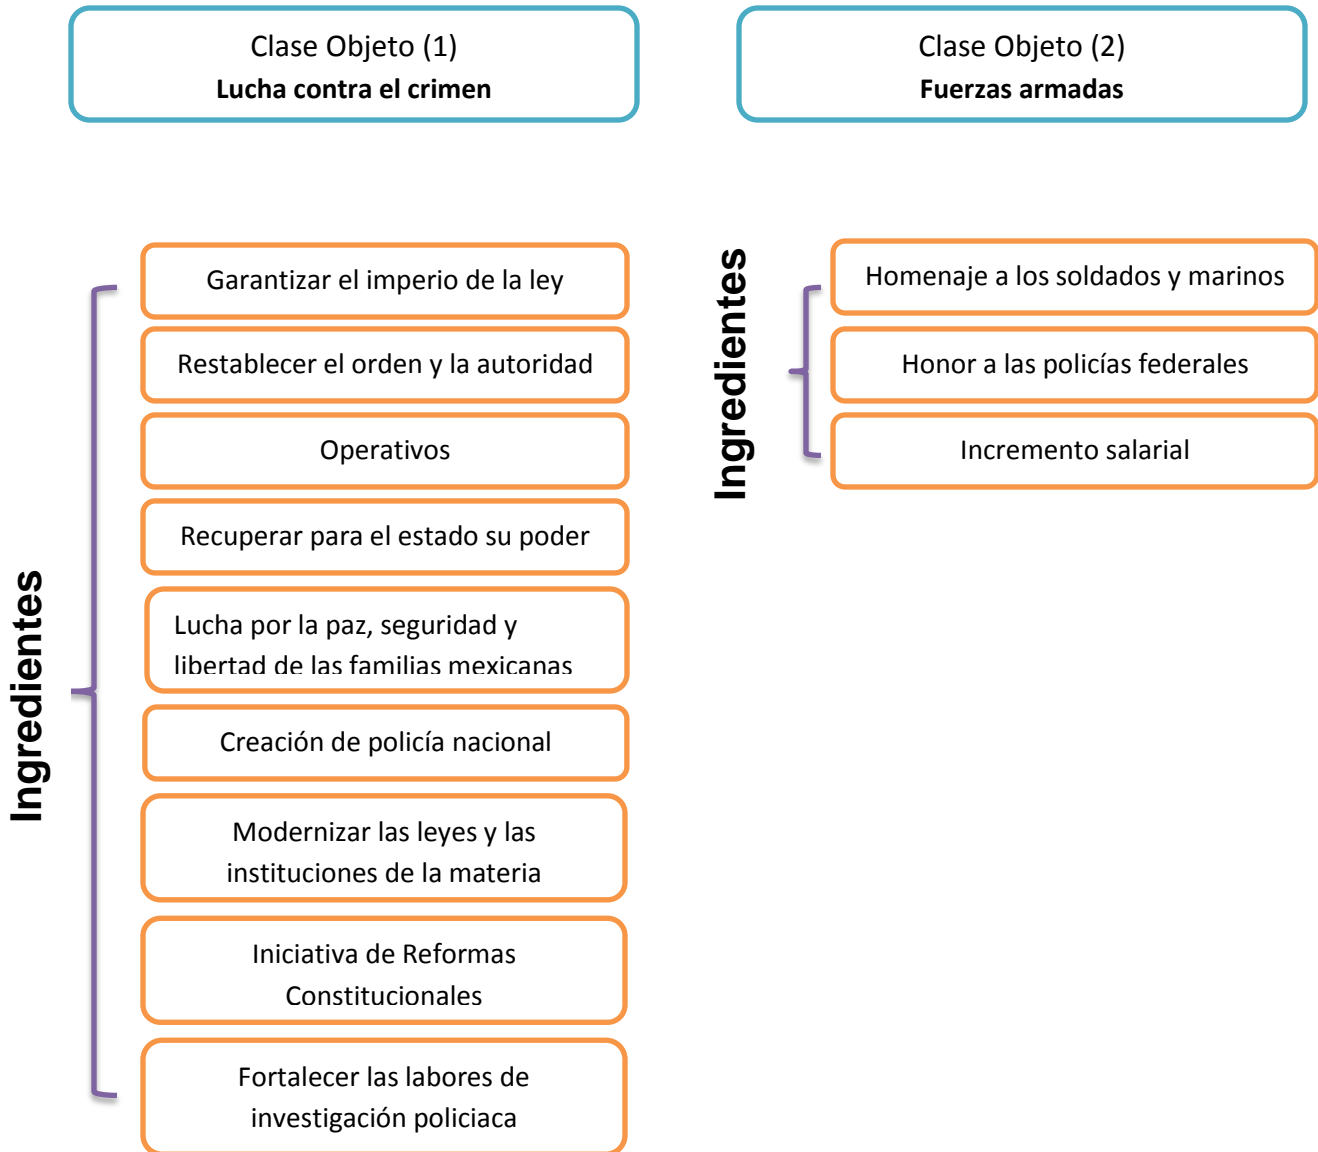 Clase Objeto (1)
Lucha contra el crimen
Ingredientes
Garantizar el imperio de la ley
Restablecer el orden y la autoridad
Operativos
Recuperar para el estado su poder
Lucha por la paz, seguridad y
libertad de las familias mexicanas
Creación de policía nacional
Modernizar las leyes y las
instituciones de la materia
Iniciativa de Reformas
Constitucionales
Fortalecer las labores de
investigación policiaca
Clase Objeto (2)
Fuerzas armadas
Ingredientes
Homenaje a los soldados y marinos
Honor a las policías federales
Incremento salarial